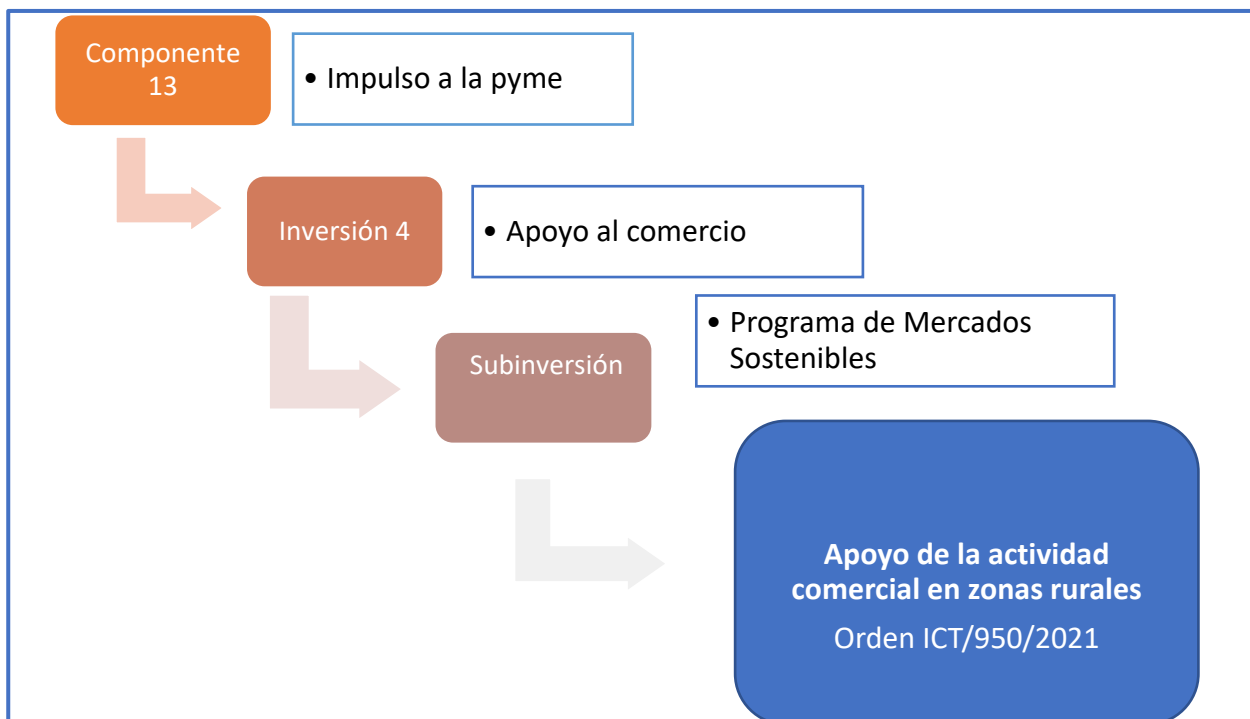 Componente
13
• Impulso a la pyme
Inversión 4
• Apoyo al comercio
Subinversión
• Programa de Mercados
Sostenibles
Apoyo de la actividad
comercial en zonas rurales
Orden ICT/950/2021